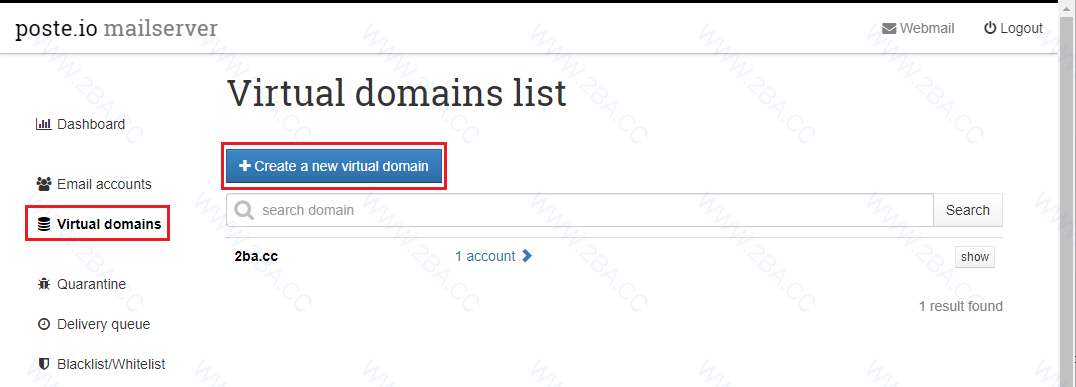 poste.io mailserver
Webmail
Logout
Virtual domains list
Dashboard
+ Create a new virtual domain
Email accounts
search domain
Search
Virtual domains
2ba.cc
1 account
show
Quarantine
1 result found
Delivery queue
Blacklist/Whitelist
WWW.2BA.CC